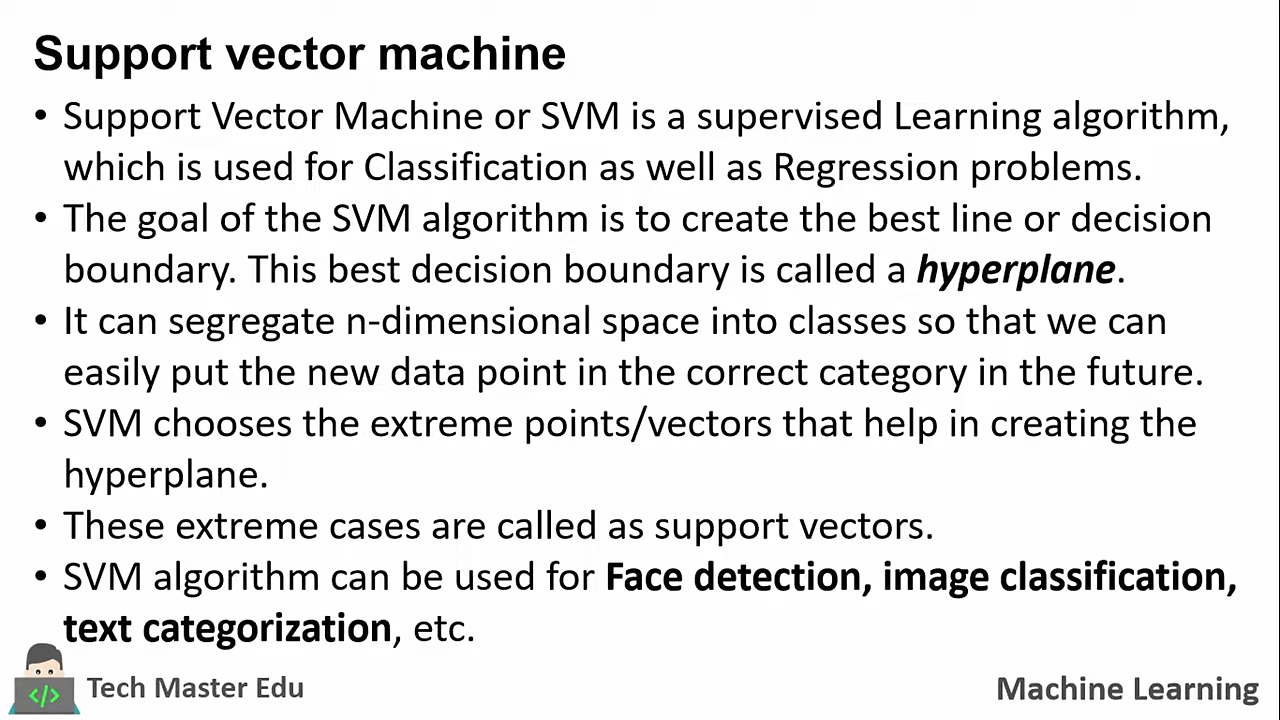 Support vector machine
• Support Vector Machine or SVM is a supervised Learning algorithm,
which is used for Classification as well as Regression problems.
• The goal of the SVM algorithm is to create the best line or decision
boundary. This best decision boundary is called a hyperplane.
• It can segregate n-dimensional space into classes so that we can
easily put the new data point in the correct category in the future.
• SVM chooses the extreme points/vectors that help in creating the
hyperplane.
• These extreme cases are called as support vectors.
• SVM algorithm can be used for Face detection, image classification,
text categorization, etc.
</> Tech Master Edu
Machine Learning